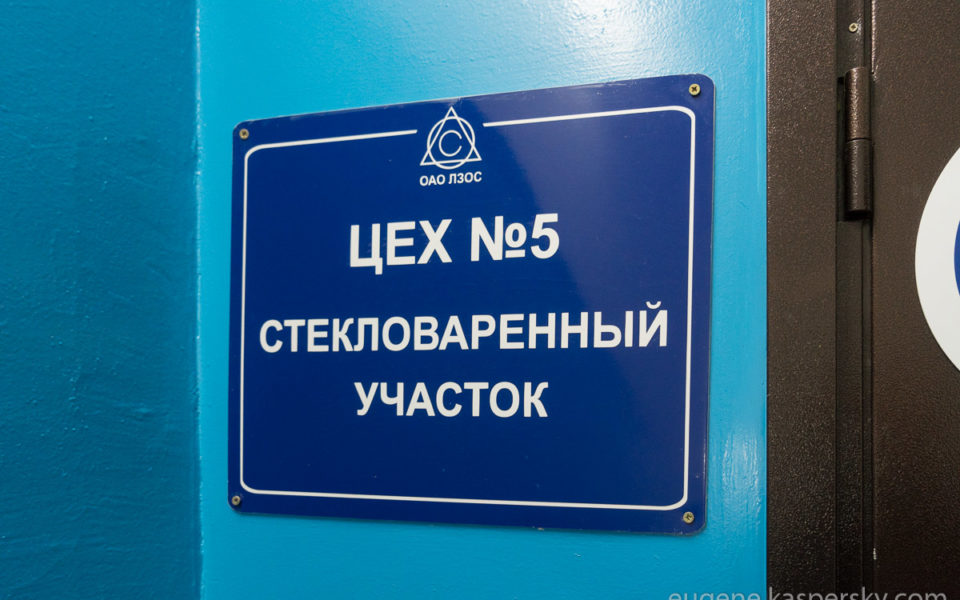 С
ОАО ЛЗОС
ЦЕХ №5
СТЕКЛОВАРЕННЫЙ
УЧАСТОК
eugene.kaspersky.com